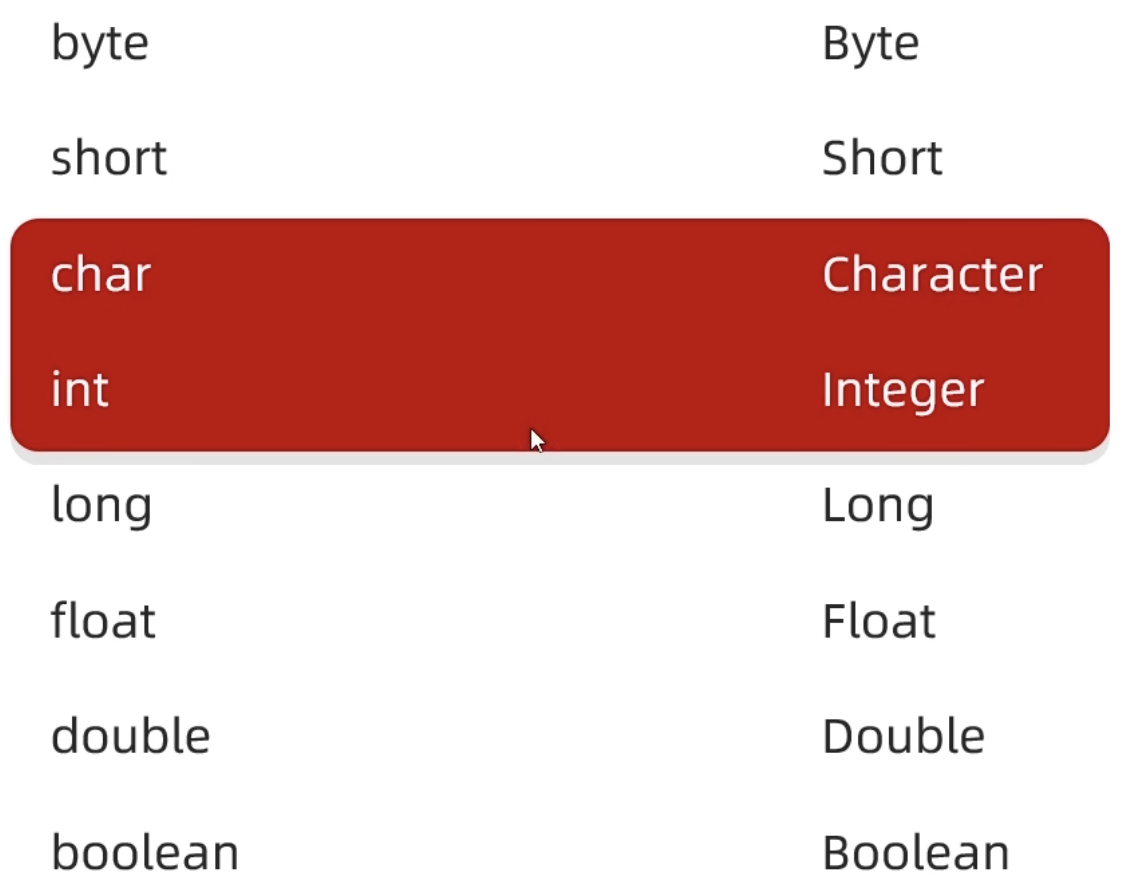 byte Byte
short Short
char Character
int Integer
long Long
float Float
double Double
boolean Boolean